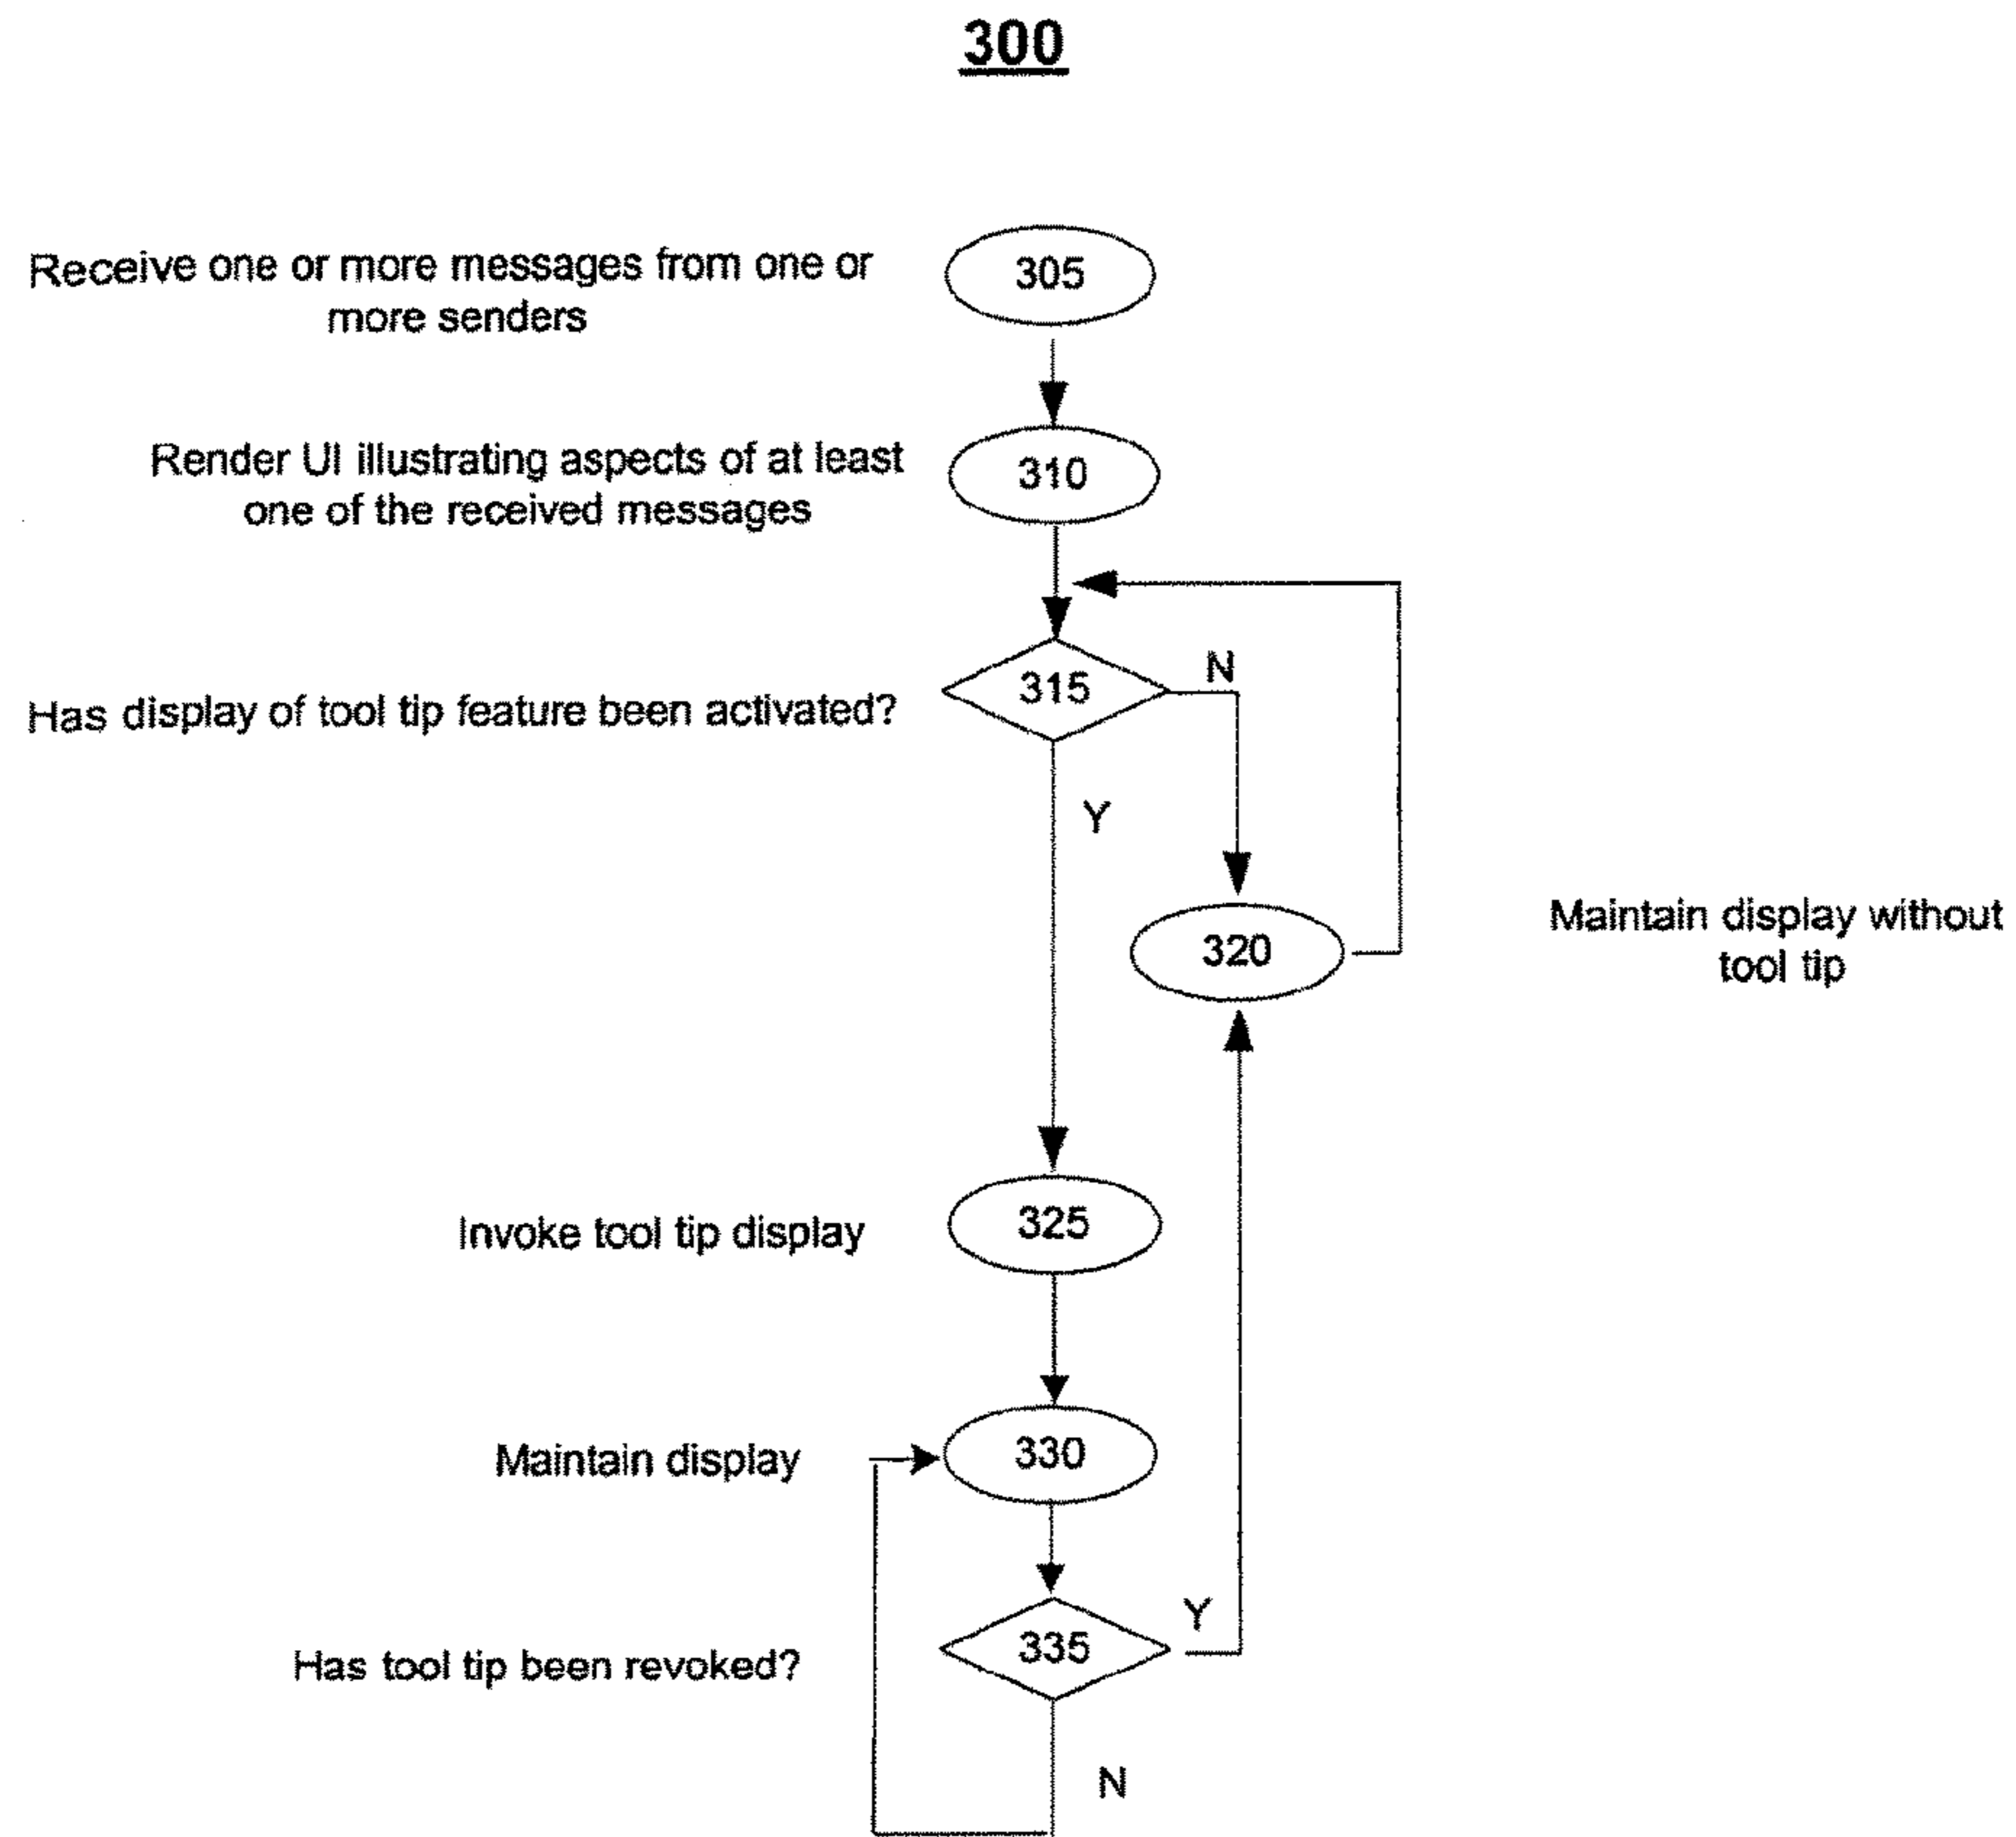 300
Receive one or more messages from one or
more senders
305
Render UI illustrating aspects of at least
one of the received messages
310
Has display of tool tip feature been activated?
315
N
Y
320
Maintain display without
tool tip
Invoke tool tip display
325
Maintain display
330
Has tool tip been revoked?
335
Y
N